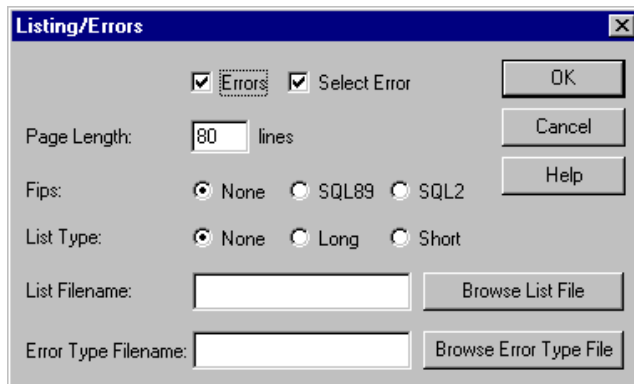 Listing/Errors
Errors Select Error OK
Page Length: 80 lines Cancel
Help
Fips: None SQL89 SQL2
List Type: None Long Short
List Filename: Browse List File
Error Type Filename: Browse Error Type File